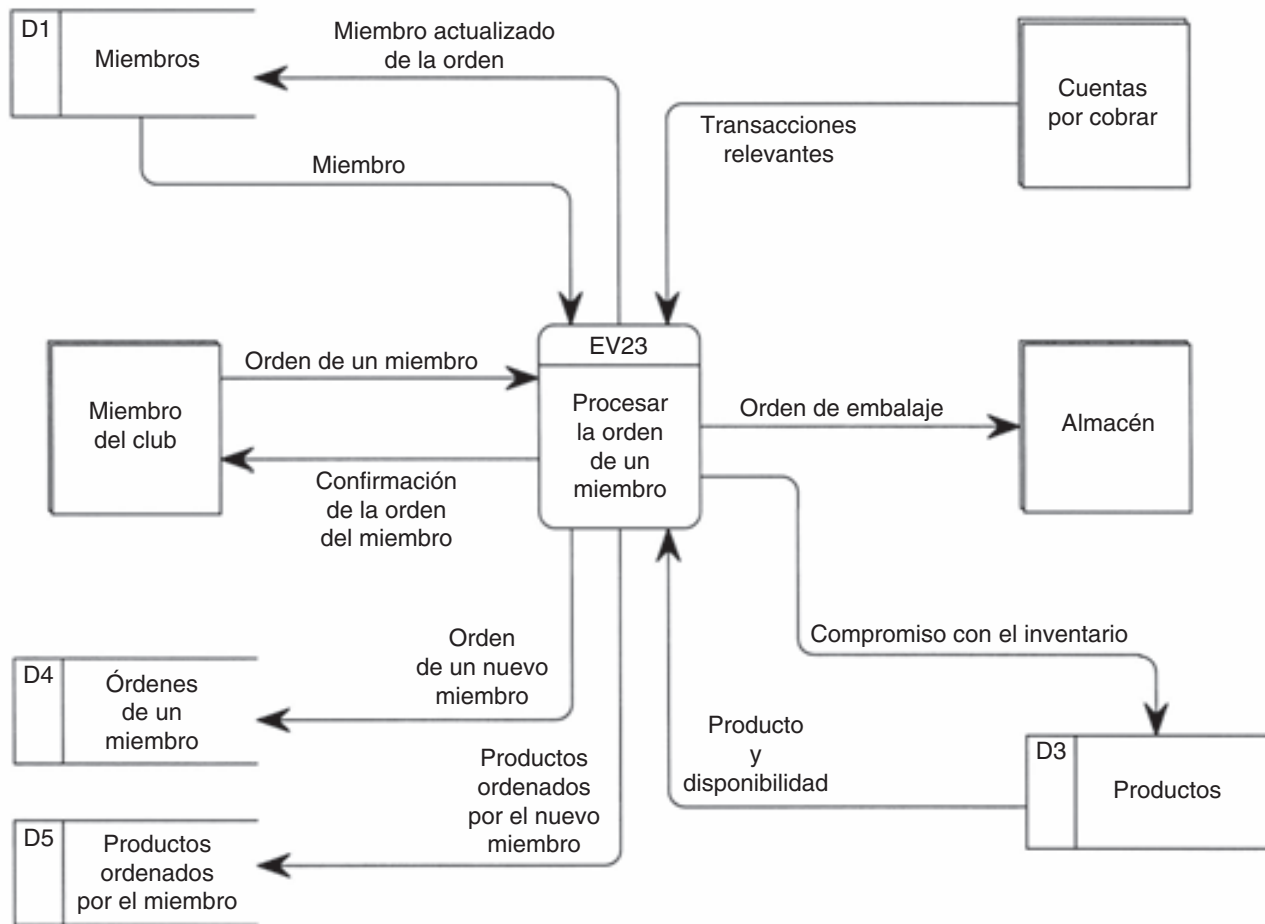 D1
Miembros
Miembro actualizado
de la orden
Cuentas
por cobrar
Transacciones
relevantes
Miembro
EV23
Procesar
la orden
de un
miembro
Orden de un miembro
Miembro
del club
Confirmación
de la orden
del miembro
Orden de embalaje
Almacén
Compromiso con el inventario
Orden
de un nuevo
miembro
D4
Órdenes
de un
miembro
Producto
y
disponibilidad
D3
Productos
Productos
ordenados
por el nuevo
miembro
D5
Productos
ordenados
por el miembro